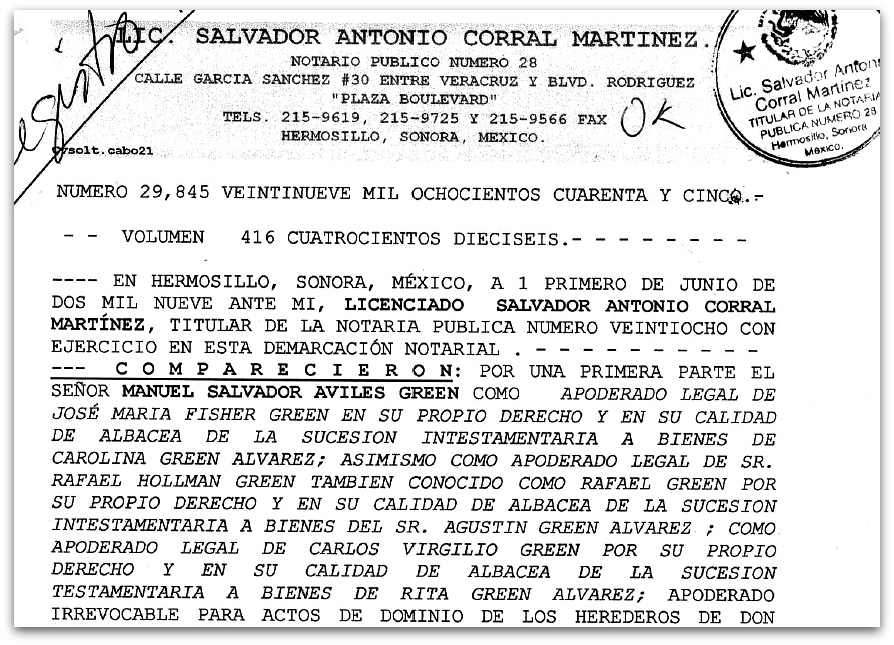 LIC. SALVADOR ANTONIO CORRAL MARTINEZ.
NOTARIO PUBLICO NUMERO 28
CALLE GARCIA SANCHEZ #30 ENTRE VERACRUZ Y BLVD. RODRIGUEZ
"PLAZA BOULEVARD"
TELS. 215-9619, 215-9725 Y 215-9566 FAX
HERMOSILLO, SONORA, MEXICO.
OK
Lic. Salvador Anton
Corral Martínez
TITULAR DE LA NOTARIA
PUBLICA NUMERO 28
Hermosillo, Sonora
México.
vsolt.cabo21
NUMERO 29,845 VEINTINUEVE MIL OCHOCIENTOS CUARENTA Y CINCO.-
- - VOLUMEN 416 CUATROCIENTOS DIECISEIS.- - - - - - - - -
---- EN HERMOSILLO, SONORA, MÉXICO, A 1 PRIMERO DE JUNIO DE
DOS MIL NUEVE ANTE MI, LICENCIADO SALVADOR ANTONIO CORRAL
MARTÍNEZ, TITULAR DE LA NOTARIA PUBLICA NUMERO VEINTIOCHO CON
EJERCICIO EN ESTA DEMARCACIÓN NOTARIAL . - - - - - - - - - - -
--- C O M P A R E C I E R O N: POR UNA PRIMERA PARTE EL
SEÑOR MANUEL SALVADOR AVILES GREEN COMO APODERADO LEGAL DE
JOSÉ MARIA FISHER GREEN EN SU PROPIO DERECHO Y EN SU CALIDAD
DE ALBACEA DE LA SUCESION INTESTAMENTARIA A BIENES DE
CAROLINA GREEN ALVAREZ; ASIMISMO COMO APODERADO LEGAL DE SR.
RAFAEL HOLLMAN GREEN TAMBIEN CONOCIDO COMO RAFAEL GREEN POR
SU PROPIO DERECHO Y EN SU CALIDAD DE ALBACEA DE LA SUCESION
INTESTAMENTARIA A BIENES DEL SR. AGUSTIN GREEN ALVAREZ ; COMO
APODERADO LEGAL DE CARLOS VIRGILIO GREEN POR SU PROPIO
DERECHO Y EN SU CALIDAD DE ALBACEA DE LA SUCESION
TESTAMENTARIA A BIENES DE RITA GREEN ALVAREZ; APODERADO
IRREVOCABLE PARA ACTOS DE DOMINIO DE LOS HEREDEROS DE DON